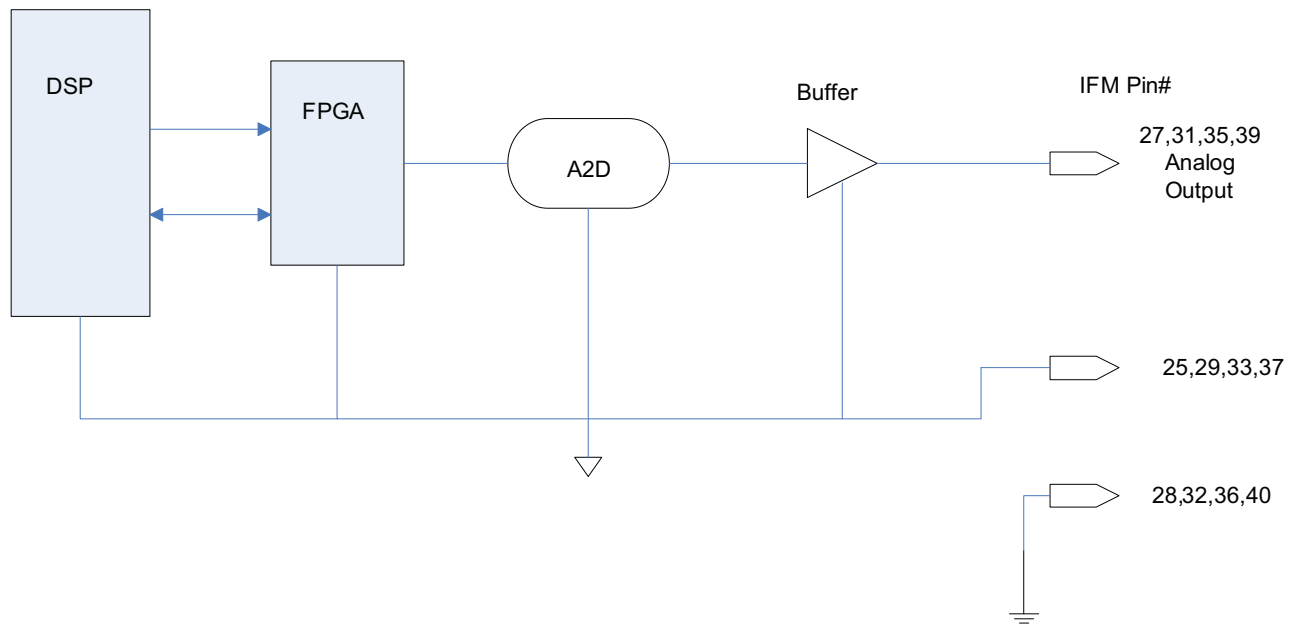 DSP
FPGA
A2D
Buffer
IFM Pin#
27,31,35,39
Analog
Output
25,29,33,37
28,32,36,40